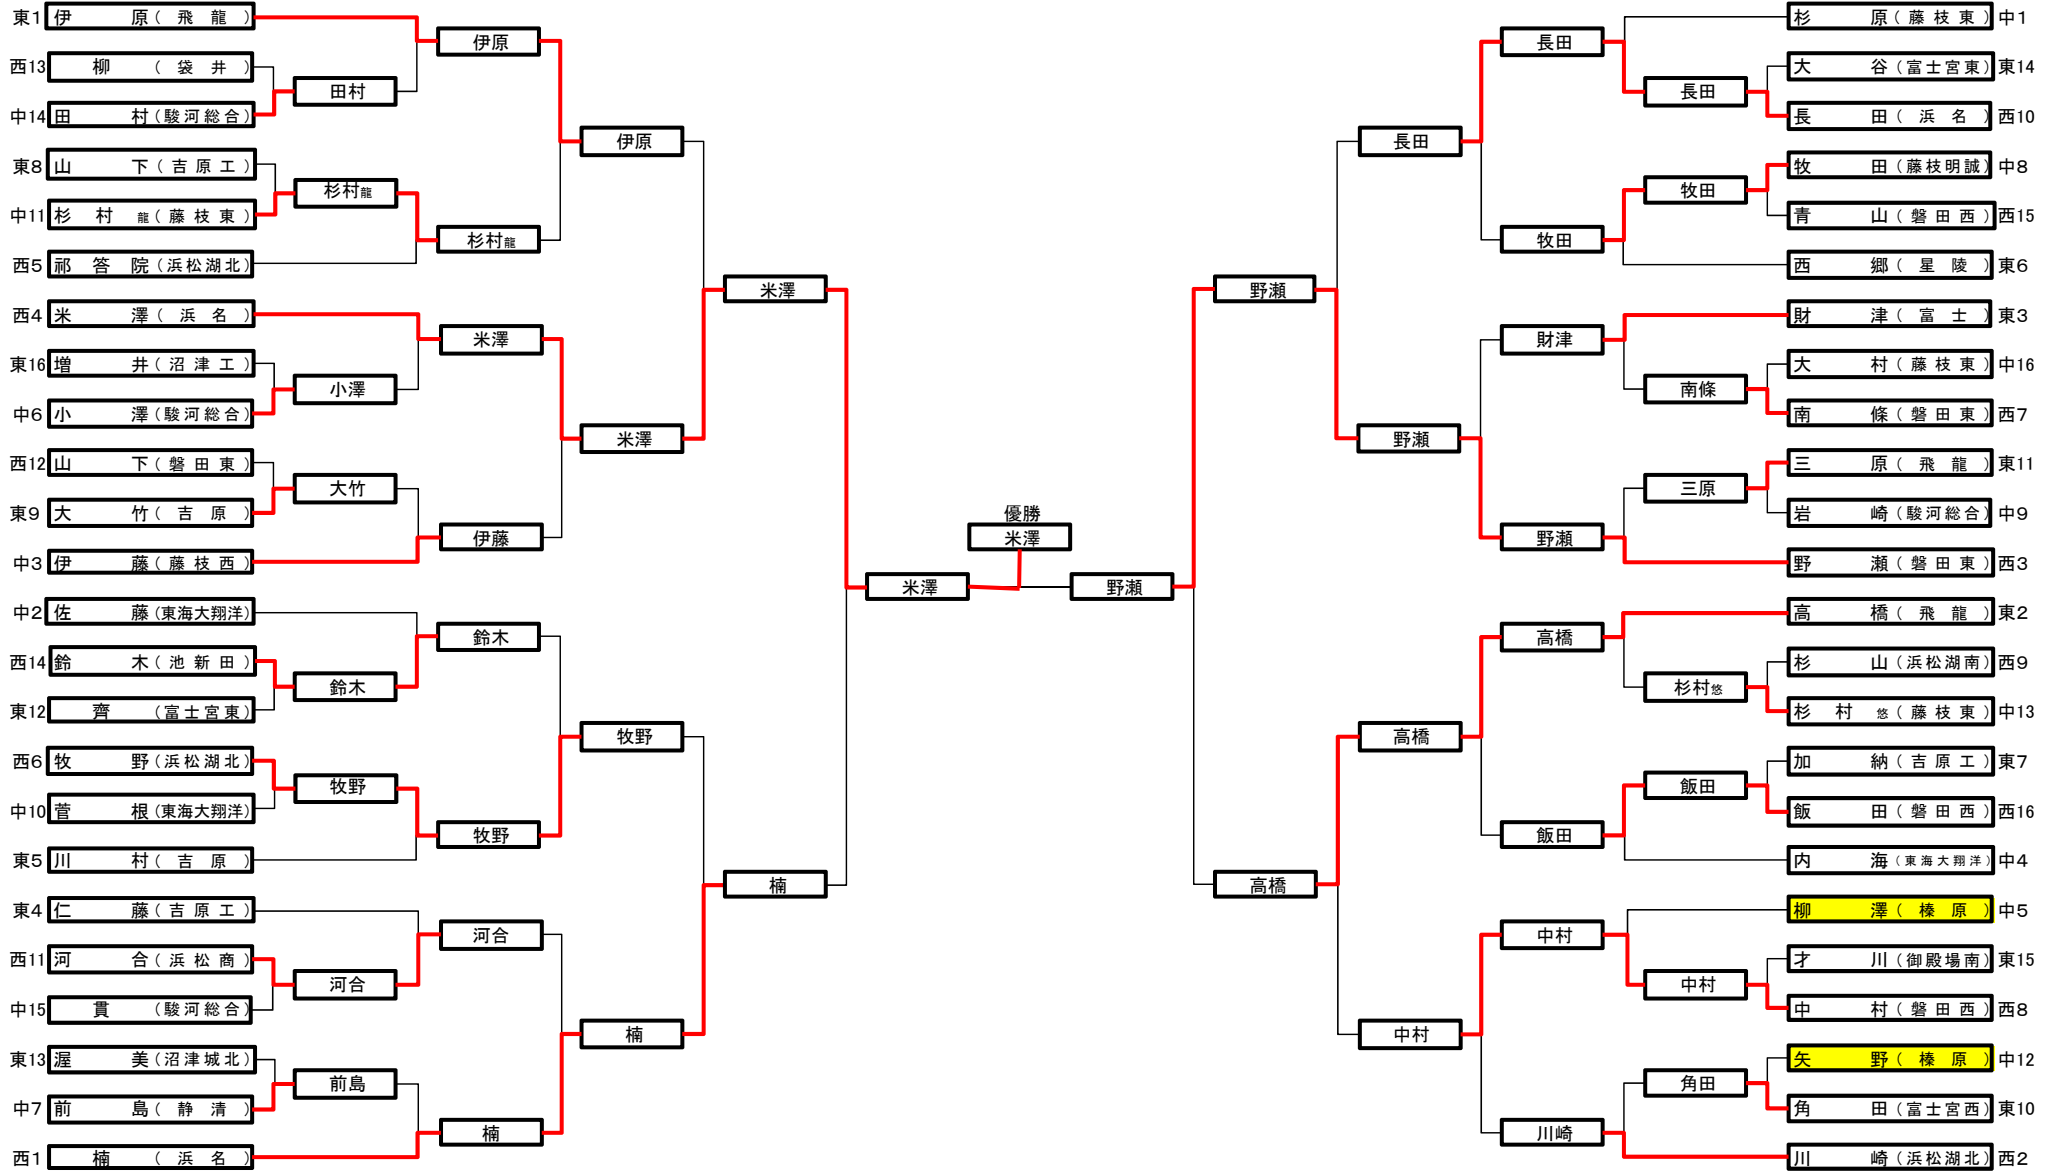 東1 伊原(飛龍)
西13 柳(袋井)
中14 田村(駿河総合)
東8 山下(吉原工)
中11 杉村龍(藤枝東)
西5 祁答院(浜松湖北)
西4 米澤(浜名)
東16 増井(沼津工)
中6 小澤(駿河総合)
西12 山下(磐田東)
東9 大竹(吉原)
中3 伊藤(藤枝西)
中2 佐藤(東海大翔洋)
西14 鈴木(池新田)
東12 齊(富士宮東)
西6 牧野(浜松湖北)
中10 菅根(東海大翔洋)
東5 川村(吉原)
東4 仁藤(吉原工)
西11 河合(浜松商)
中15 貫(駿河総合)
東13 渥美(沼津城北)
中7 前島(静清)
西1 楠(浜名)
田村
杉村龍
小澤
大竹
鈴木
牧野
河合
前島
伊原
杉村龍
米澤
伊藤
鈴木
牧野
河合
楠
伊原
米澤
牧野
楠
米澤
楠
米澤
優勝
米澤
野瀬
野瀬
高橋
長田
野瀬
高橋
中村
長田
牧田
財津
野瀬
高橋
飯田
中村
川崎
長田
牧田
南條
三原
杉村悠
飯田
中村
角田
杉原(藤枝東) 中1
大谷(富士宮東) 東14
長田(浜名) 西10
牧田(藤枝明誠) 中8
青山(磐田西) 西15
西郷(星陵) 東6
財津(富士) 東3
大村(藤枝東) 中16
南條(磐田東) 西7
三原(飛龍) 東11
岩崎(駿河総合) 中9
野瀬(磐田東) 西3
高橋(飛龍) 東2
杉山(浜松湖南) 西9
杉村悠(藤枝東) 中13
加納(吉原工) 東7
飯田(磐田西) 西16
内海(東海大翔洋) 中4
柳澤(榛原) 中5
才川(御殿場南) 東15
中村(磐田西) 西8
矢野(榛原) 中12
角田(富士宮西) 東10
川崎(浜松湖北) 西2